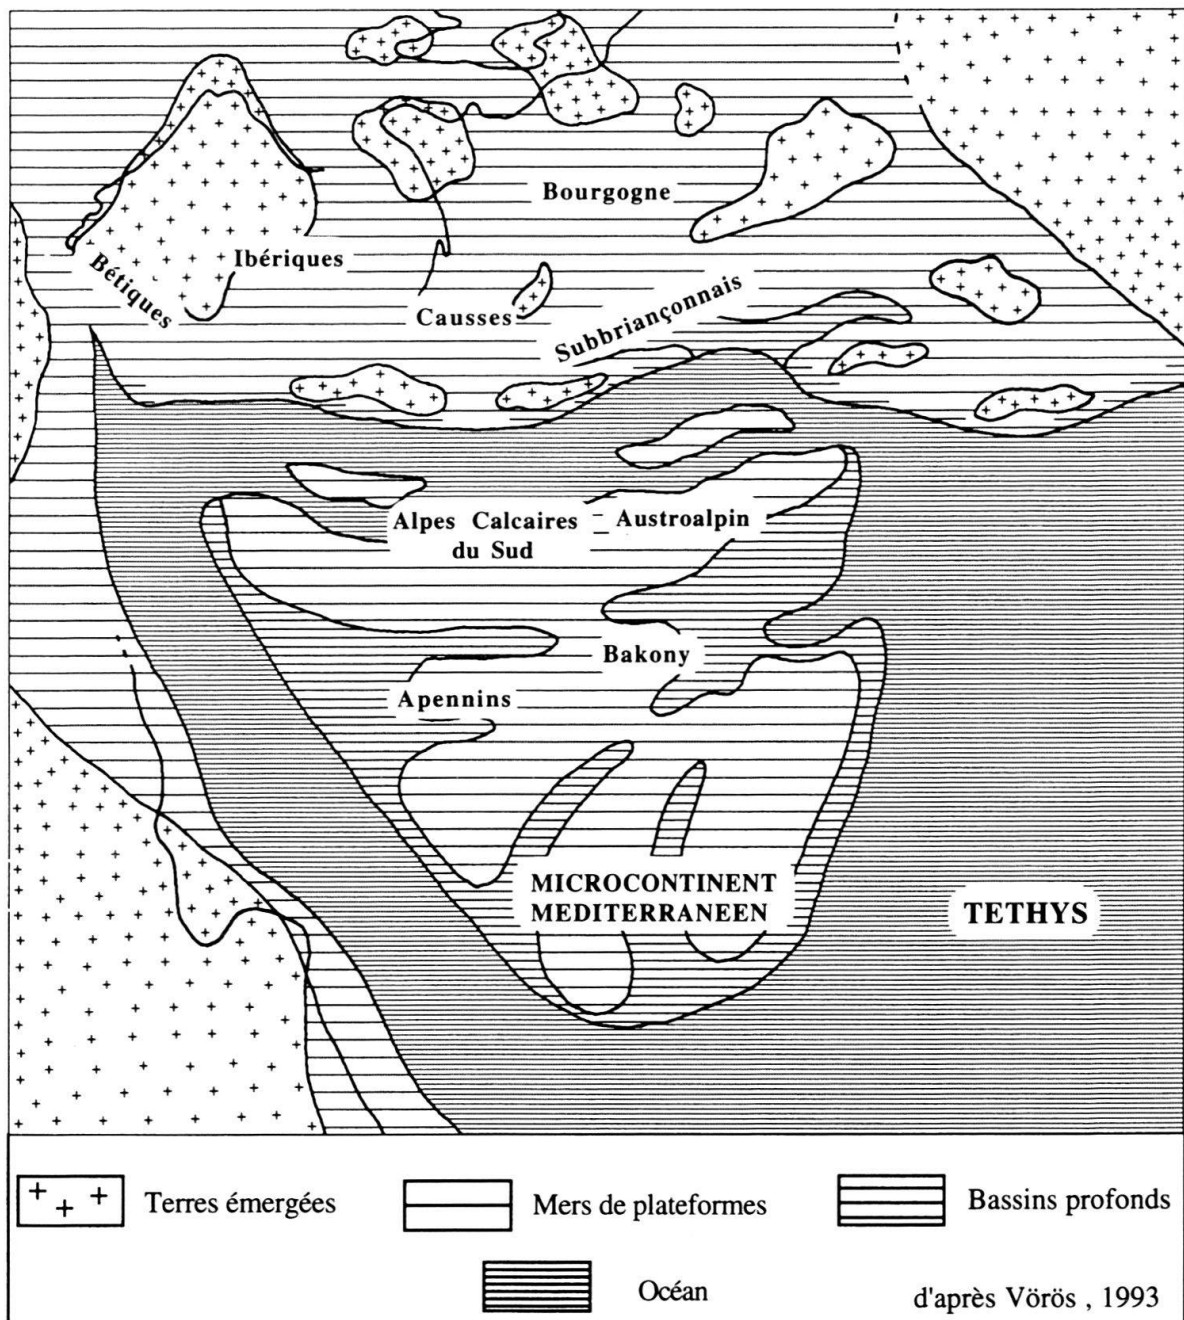 Bourgogne
Ibériques
Bétiques
Causses
Subbriançonnais
Alpes Calcaires
du Sud
Austroalpin
Bakony
Apennins
MICROCONTINENT
MEDITERRANEEN
TETHYS
Terres émergées
Mers de plateformes
Bassins profonds
Océan
d'après Vörös , 1993